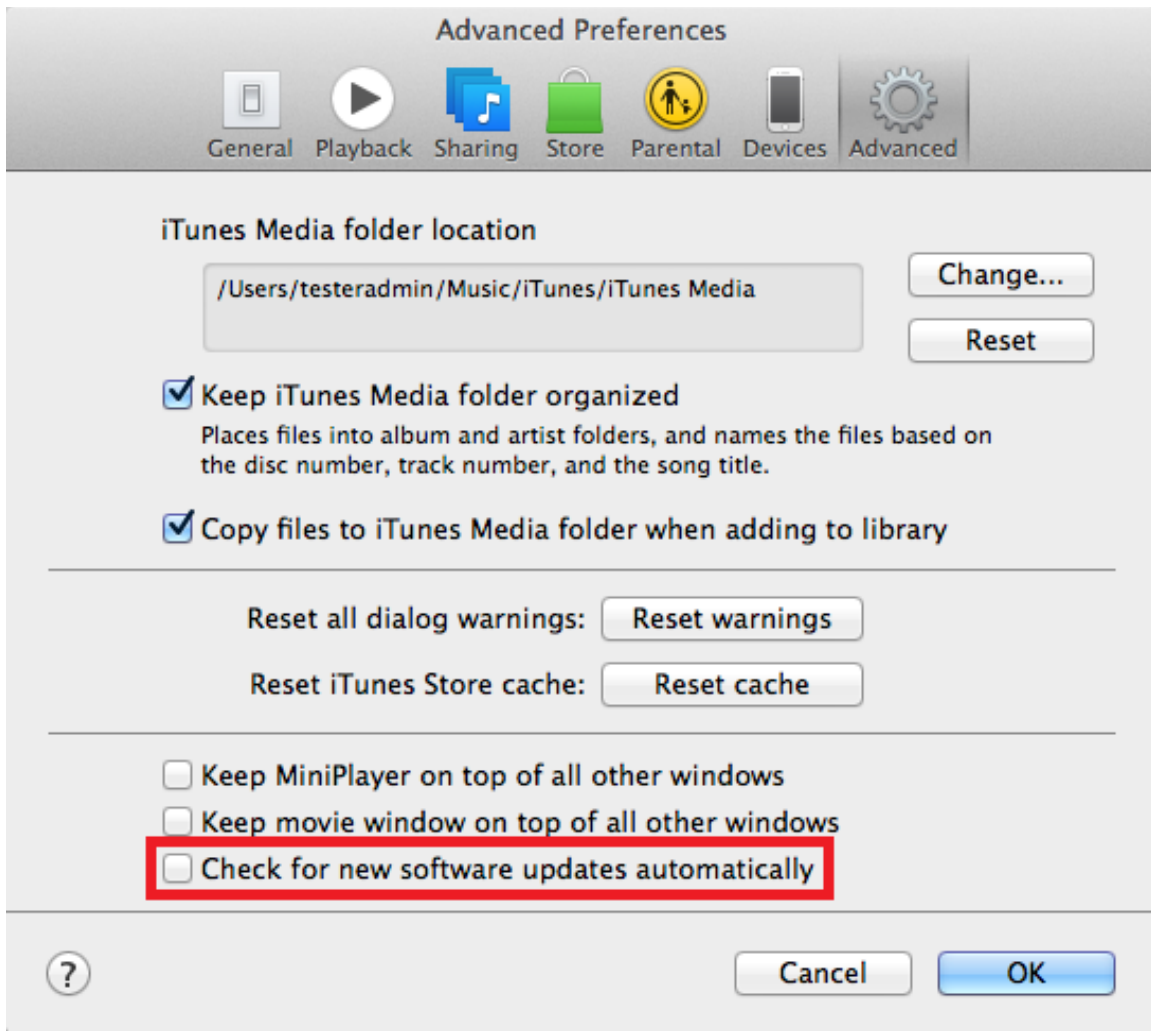 Advanced Preferences
General Playback Sharing Store Parental Devices Advanced
iTunes Media folder location
/Users/testeradmin/Music/iTunes/iTunes Media
Change...
Reset
Keep iTunes Media folder organized
Places files into album and artist folders, and names the files based on
the disc number, track number, and the song title.
Copy files to iTunes Media folder when adding to library
Reset all dialog warnings: Reset warnings
Reset iTunes Store cache: Reset cache
Keep MiniPlayer on top of all other windows
Keep movie window on top of all other windows
Check for new software updates automatically
? Cancel OK